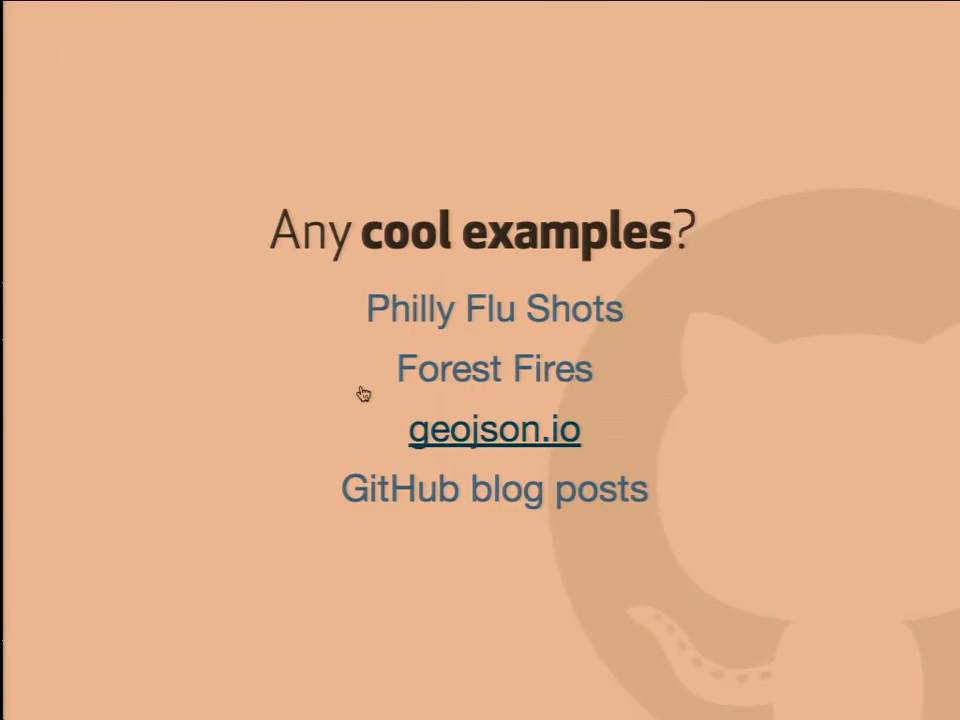 Any cool examples?
Philly Flu Shots
Forest Fires
geojson.io
GitHub blog posts